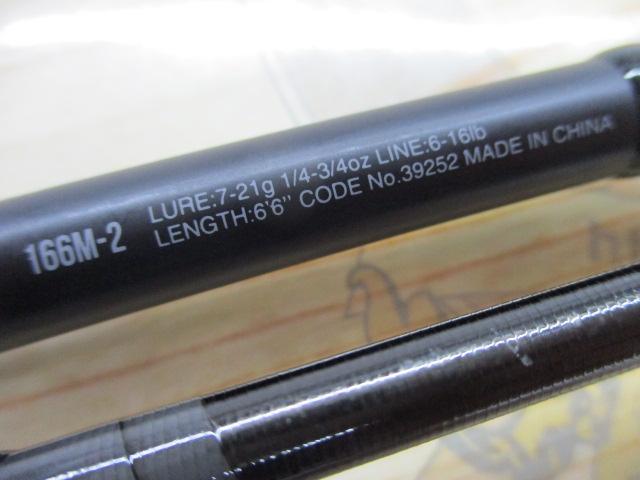 166M-2
LURE:7-21g 1/4-3/4oz LINE:6-16lb
LENGTH:6'6" CODE No.39252 MADE IN CHINA